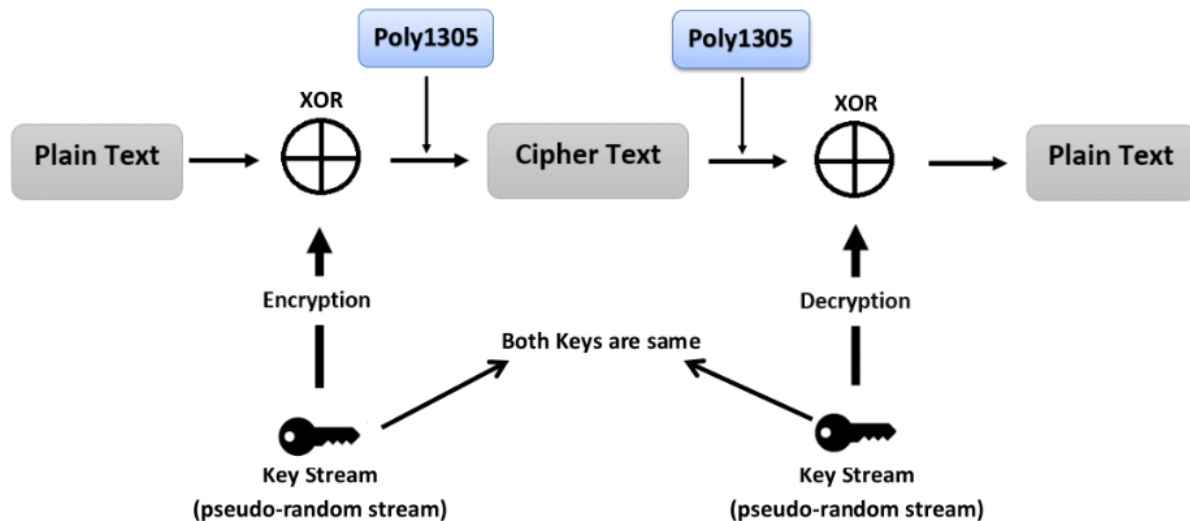 Poly1305
Poly1305
XOR
XOR
Plain Text
Cipher Text
Plain Text
Encryption
Decryption
Both Keys are same
Key Stream
(pseudo-random stream)
Key Stream
(pseudo-random stream)